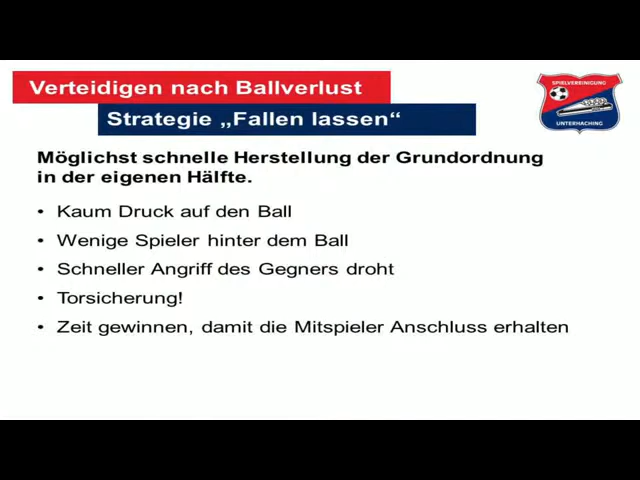 Verteidigen nach Ballverlust
Strategie „Fallen lassen“
SPIELVEREINIGUNG
UNTERHACHING
Möglichst schnelle Herstellung der Grundordnung
in der eigenen Hälfte.
• Kaum Druck auf den Ball
• Wenige Spieler hinter dem Ball
• Schneller Angriff des Gegners droht
• Torsicherung!
• Zeit gewinnen, damit die Mitspieler Anschluss erhalten